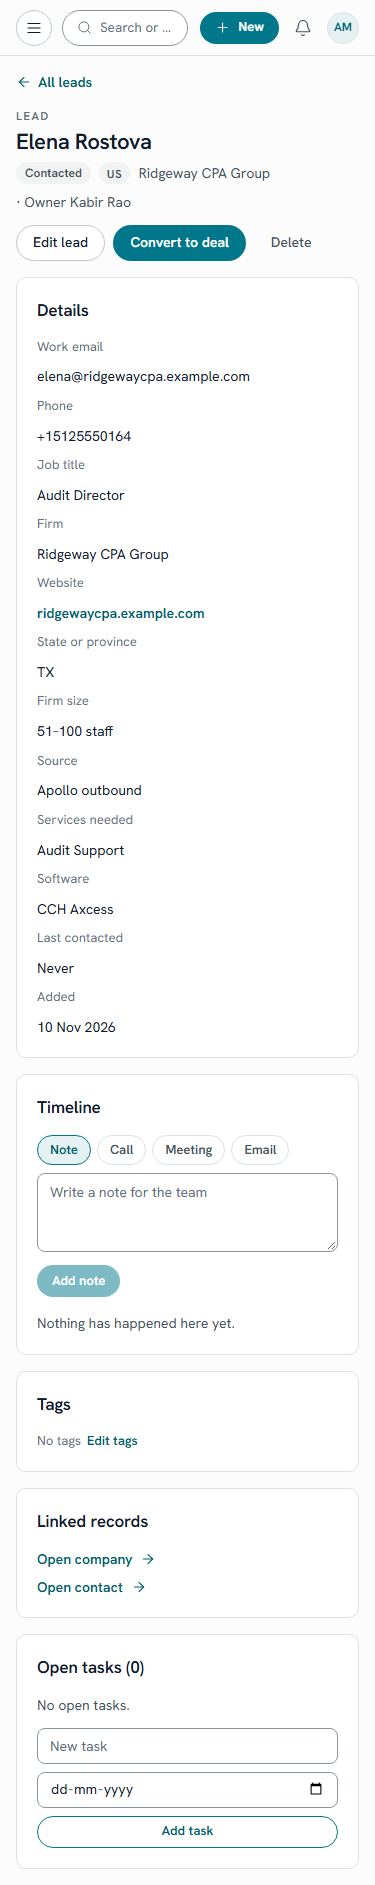 Search or ...
New
AM
All leads
LEAD
Elena Rostova
Contacted US Ridgeway CPA Group
· Owner Kabir Rao
Edit lead Convert to deal Delete
Details
Work email
elena@ridgewaycpa.example.com
Phone
+15125550164
Job title
Audit Director
Firm
Ridgeway CPA Group
Website
ridgewaycpa.example.com
State or province
TX
Firm size
51–100 staff
Source
Apollo outbound
Services needed
Audit Support
Software
CCH Axcess
Last contacted
Never
Added
10 Nov 2026
Timeline
Note Call Meeting Email
Write a note for the team
Add note
Nothing has happened here yet.
Tags
No tags Edit tags
Linked records
Open company →
Open contact →
Open tasks (0)
No open tasks.
New task
dd-mm-yyyy
Add task